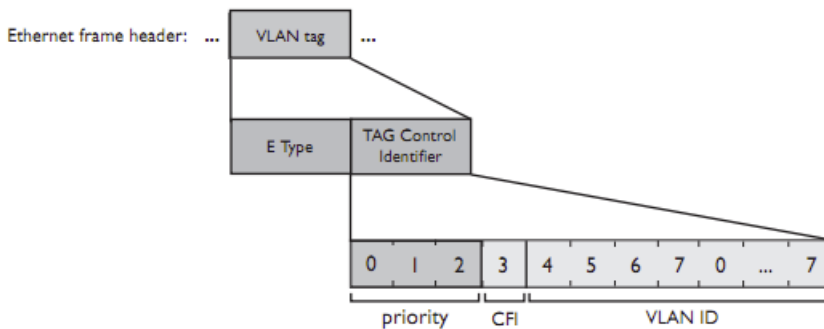 Ethernet frame header: ... VLAN tag ...
E Type
TAG Control
Identifier
0 1 2 3 4 5 6 7 0 ... 7
priority CFI VLAN ID